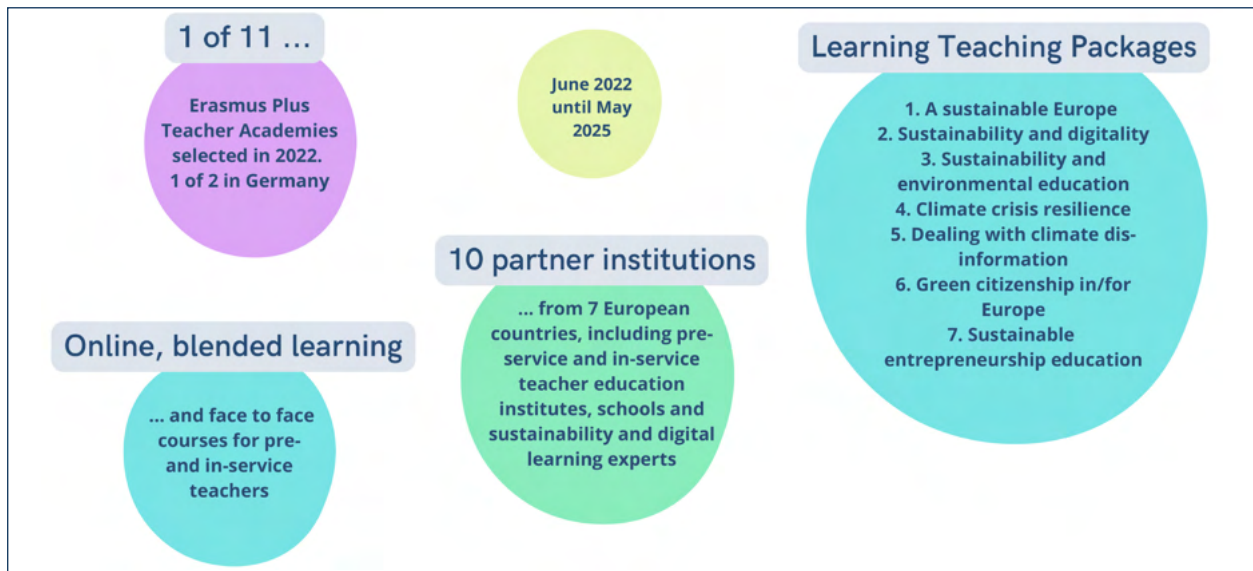 1 of 11 ...
Erasmus Plus
Teacher Academies
selected in 2022.
1 of 2 in Germany
June 2022
until May
2025
Learning Teaching Packages
1. A sustainable Europe
2. Sustainability and digitality
3. Sustainability and
environmental education
4. Climate crisis resilience
5. Dealing with climate dis-
information
6. Green citizenship in/for
Europe
7. Sustainable
entrepreneurship education
10 partner institutions
... from 7 European
countries, including pre-
service and in-service
teacher education
institutes, schools and
sustainability and digital
learning experts
Online, blended learning
... and face to face
courses for pre-
and in-service
teachers